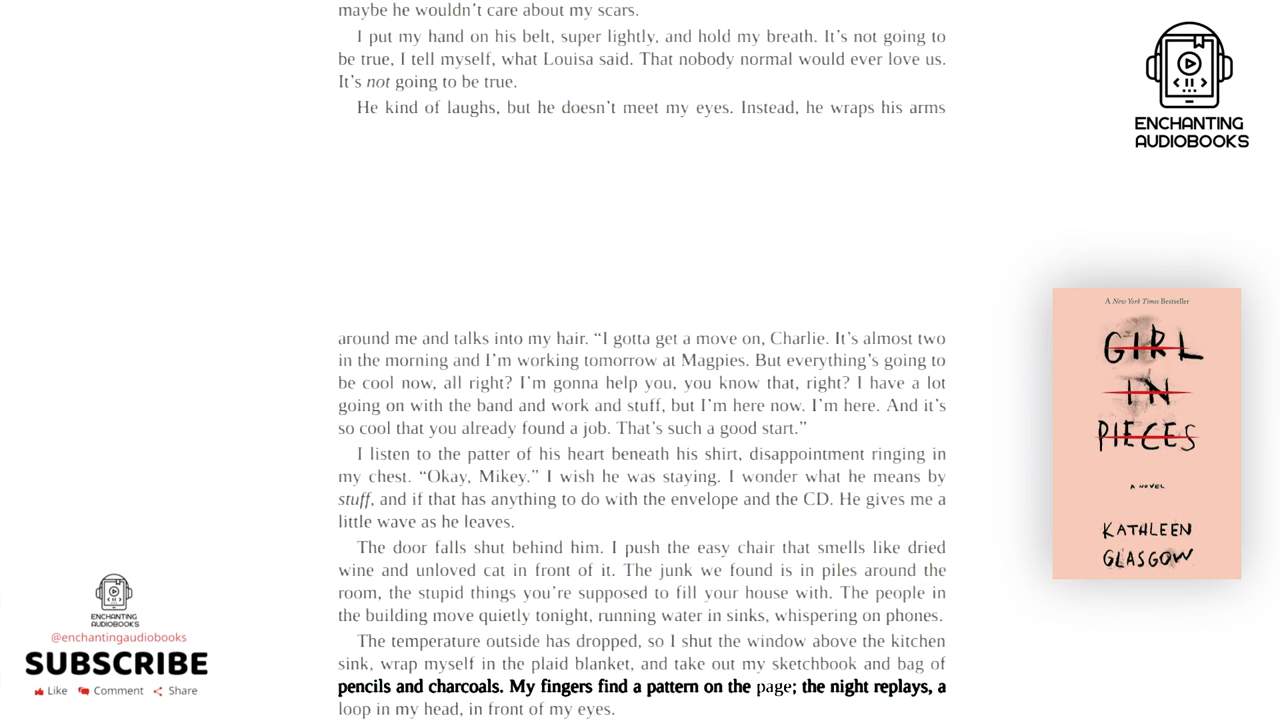 maybe he wouldn't care about my scars.
I put my hand on his belt, super lightly, and hold my breath. It's not going to
be true, I tell myself, what Louisa said. That nobody normal would ever love us.
It's not going to be true.
He kind of laughs, but he doesn't meet my eyes. Instead, he wraps his arms
around me and talks into my hair. “I gotta get a move on, Charlie. It's almost two
in the morning and I'm working tomorrow at Magpies. But everything's going to
be cool now, all right? I'm gonna help you, you know that, right? I have a lot
going on with the band and work and stuff, but I'm here now. I'm here. And it's
so cool that you already found a job. That's such a good start.”
I listen to the patter of his heart beneath his shirt, disappointment ringing in
my chest. “Okay, Mikey.” I wish he was staying. I wonder what he means by
stuff, and if that has anything to do with the envelope and the CD. He gives me a
little wave as he leaves.
The door falls shut behind him. I push the easy chair that smells like dried
wine and unloved cat in front of it. The junk we found is in piles around the
room, the stupid things you're supposed to fill your house with. The people in
the building move quietly tonight, running water in sinks, whispering on phones.
The temperature outside has dropped, so I shut the window above the kitchen
sink, wrap myself in the plaid blanket, and take out my sketchbook and bag of
pencils and charcoals. My fingers find a pattern on the page; the night replays, a
loop in my head, in front of my eyes.
ENCHANTING
AUDIOBOOKS
A New York Times Bestseller
GIRL
IN
PIECES
A NOVEL
KATHLEEN
GLASGOW
ENCHANTING
AUDIOBOOKS
@enchantingaudiobooks
SUBSCRIBE
Like Comment Share